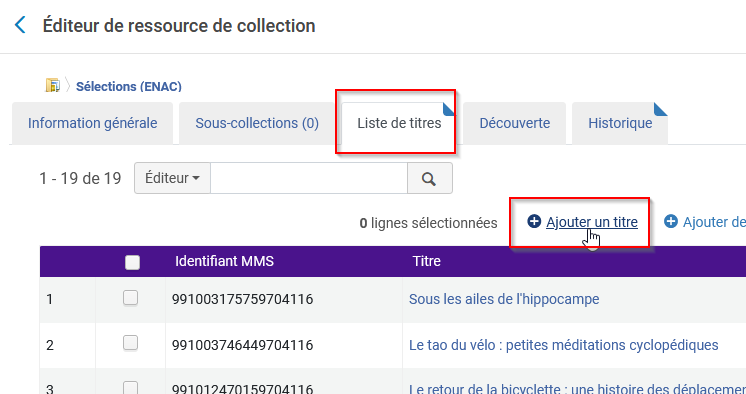 Éditeur de ressource de collection
Sélections (ENAC)
Information générale Sous-collections (0) Liste de titres Découverte Historique
1 - 19 de 19 Éditeur
0 lignes sélectionnées Ajouter un titre Ajouter de
Identifiant MMS Titre
1 991003175759704116 Sous les ailes de l'hippocampe
2 991003746449704116 Le tao du vélo : petites méditations cyclopédiques
3 991012470159704116 Le retour de la bicyclette : une histoire des déplacemen